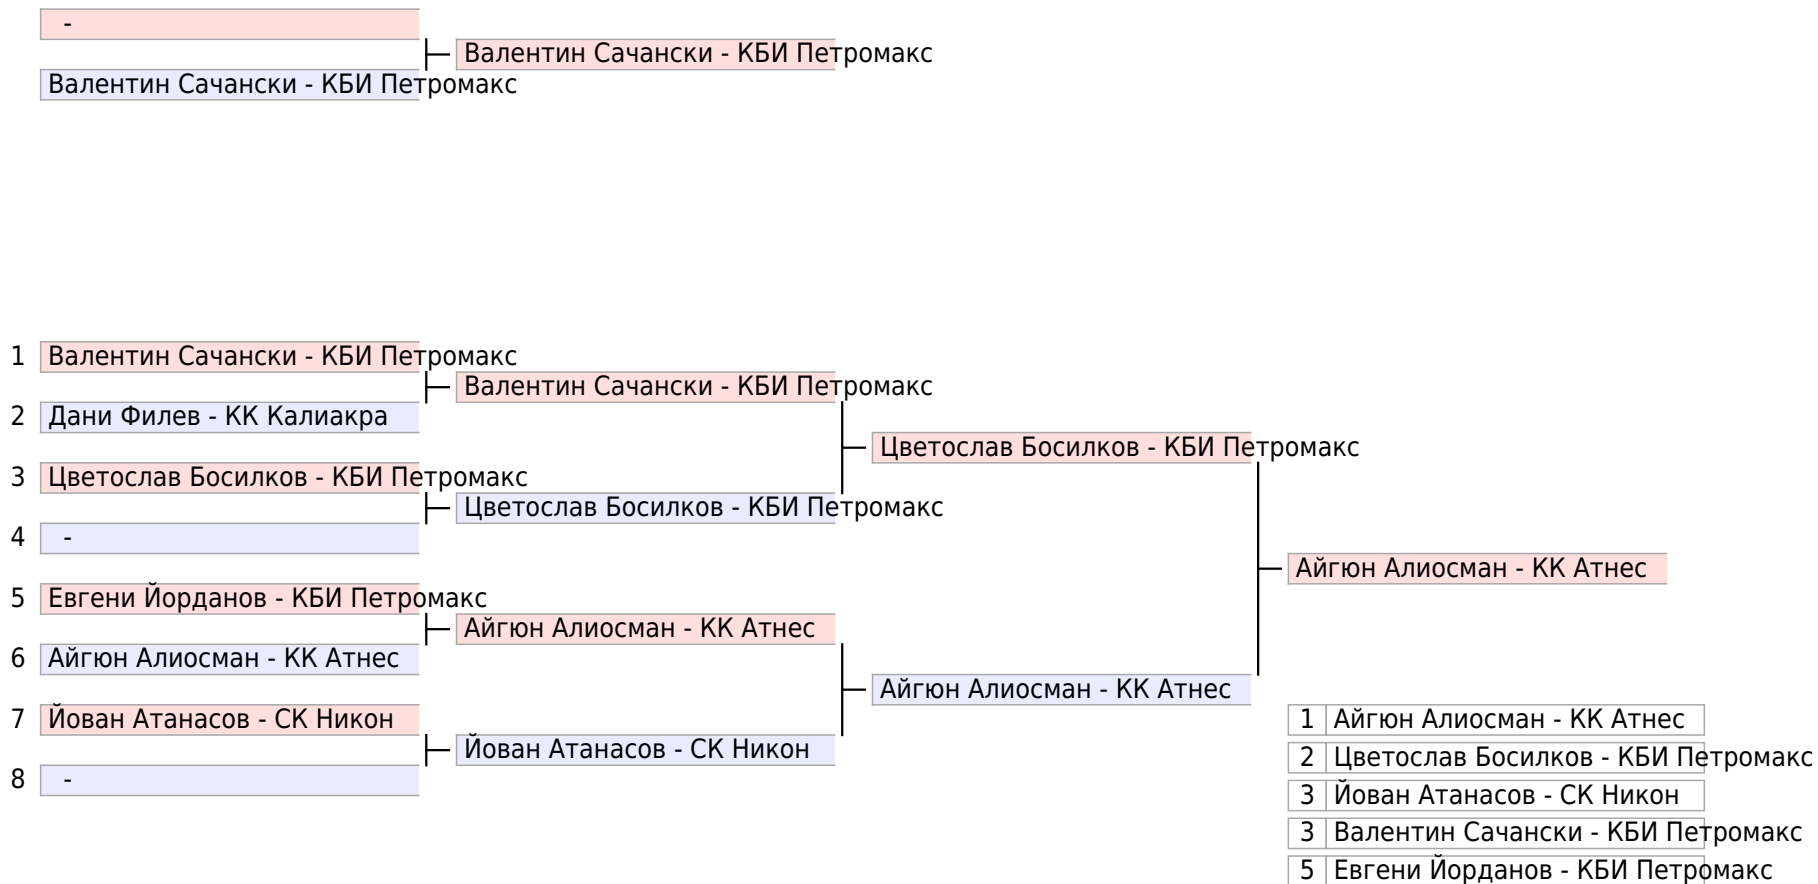 -
Валентин Сачански - КБИ Петромакс
Валентин Сачански - КБИ Петромакс
1 Валентин Сачански - КБИ Петромакс
Валентин Сачански - КБИ Петромакс
2 Дани Филев - КК Калиакра
Цветослав Босилков - КБИ Петромакс
3 Цветослав Босилков - КБИ Петромакс
Цветослав Босилков - КБИ Петромакс
4 -
Айгюн Алиосман - КК Атнес
5 Евгени Йорданов - КБИ Петромакс
Айгюн Алиосман - КК Атнес
6 Айгюн Алиосман - КК Атнес
Айгюн Алиосман - КК Атнес
7 Йован Атанасов - СК Никон
Йован Атанасов - СК Никон
8 -
1 Айгюн Алиосман - КК Атнес
2 Цветослав Босилков - КБИ Петромакс
3 Йован Атанасов - СК Никон
3 Валентин Сачански - КБИ Петромакс
5 Евгени Йорданов - КБИ Петромакс